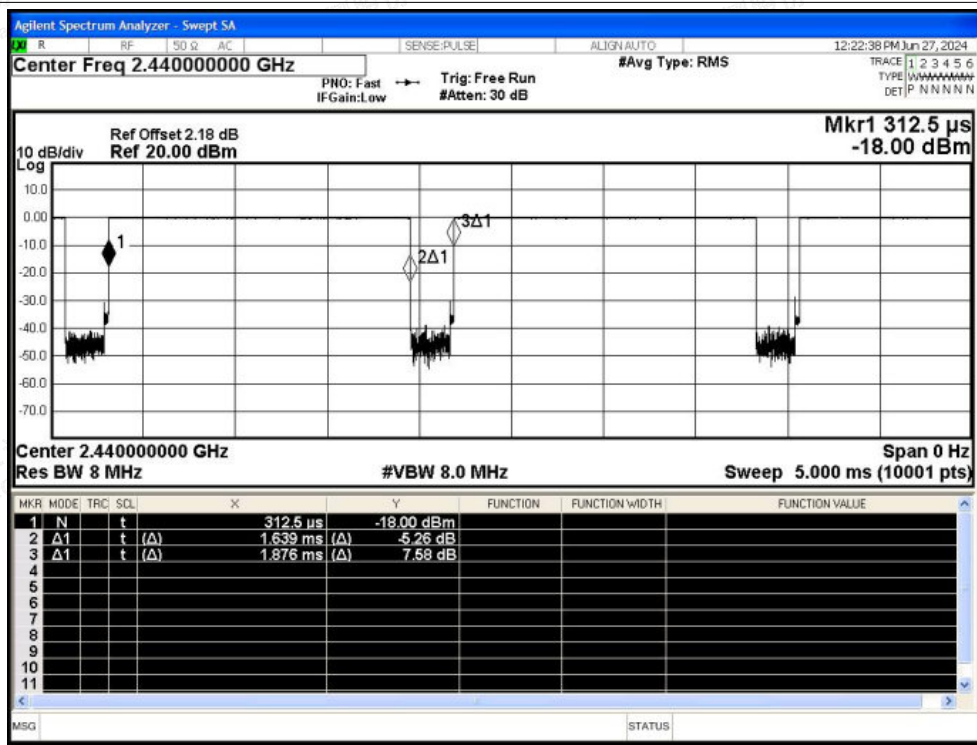 Agilent Spectrum Analyzer - Swept SA
LXI R RF 50 Ω AC SENSE:PULSE ALIGN AUTO 12:22:38 PM Jun 27, 2024
Center Freq 2.440000000 GHz #Avg Type: RMS TRACE 1 2 3 4 5 6
PNO: Fast Trig: Free Run TYPE WWWWWW
IFGain:Low #Atten: 30 dB DET P N N N N N
Mkr1 312.5 µs
Ref Offset 2.18 dB
10 dB/div Ref 20.00 dBm -18.00 dBm
Log
10.0
0.00
3Δ1
-10.0
1
2Δ1
-20.0
-30.0
-40.0
-50.0
-60.0
-70.0
Center 2.440000000 GHz Span 0 Hz
Res BW 8 MHz #VBW 8.0 MHz Sweep 5.000 ms (10001 pts)
MKR MODE TRC SCL X Y FUNCTION FUNCTION WIDTH FUNCTION VALUE
1 N t 312.5 µs -18.00 dBm
2 Δ1 t (Δ) 1.639 ms (Δ) -5.26 dB
3 Δ1 t (Δ) 1.876 ms (Δ) 7.58 dB
4
5
6
7
8
9
10
11
MSG STATUS